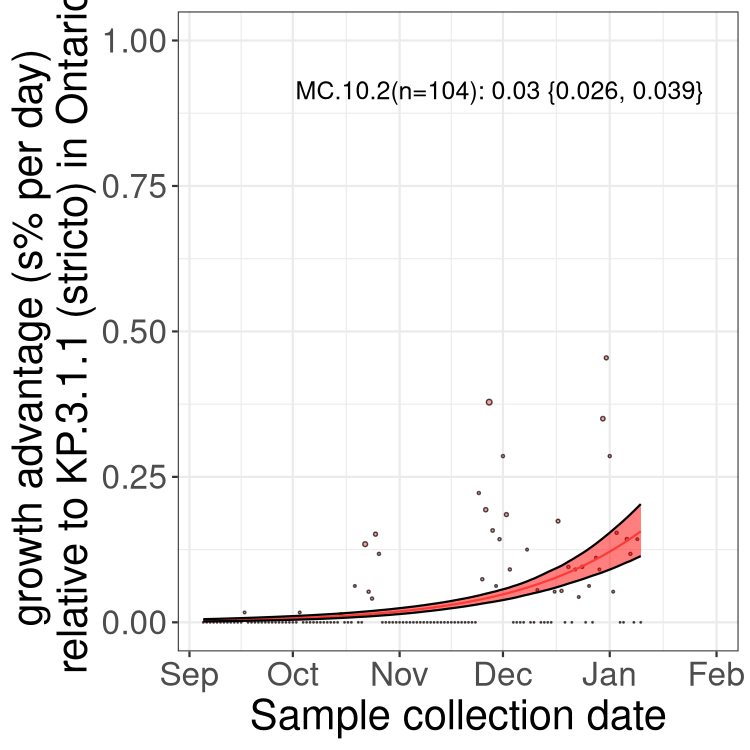 growth advantage (s% per day)
relative to KP.3.1.1 (stricto) in Ontario
1.00
MC.10.2(n=104): 0.03 {0.026, 0.039}
0.75
0.50
0.25
0.00
Sep Oct Nov Dec Jan Feb
Sample collection date